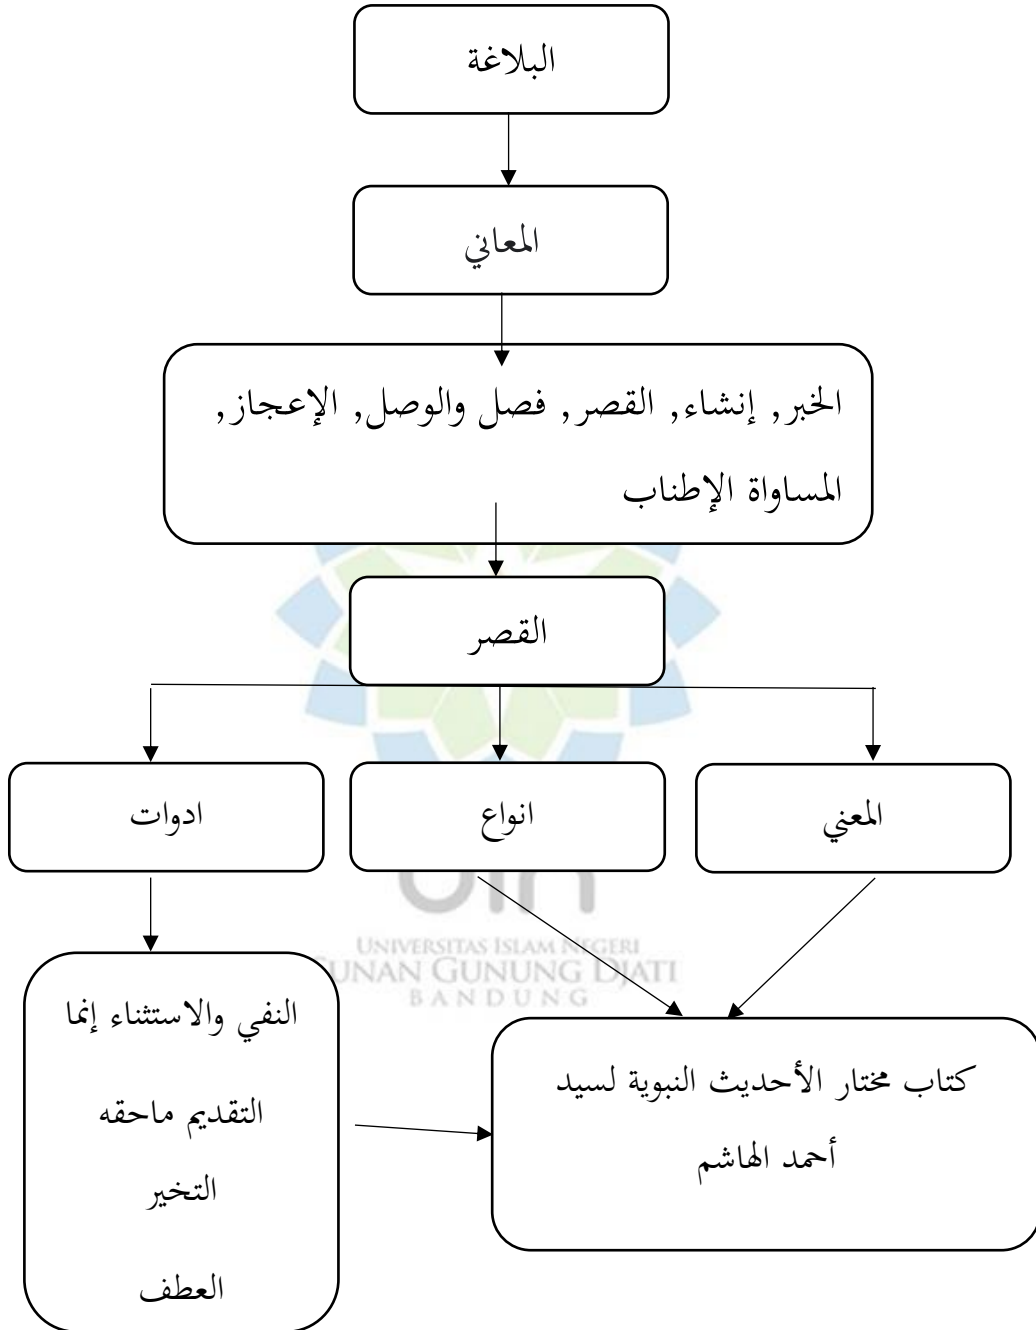 البلاغة
المعاني
الخبر, إنشاء, القصر, فصل والوصل, الإعجاز,
المساواة الإطناب
القصر
المعني
انواع
ادوات
النفي والاستثناء إنما
التقديم ماحقه
التخير
العطف
كتاب مختار الأحديث النبوية لسيد
أحمد الهاشم
uin
UNIVERSITAS ISLAM NEGERI
SUNAN GUNUNG DJATI
BANDUNG